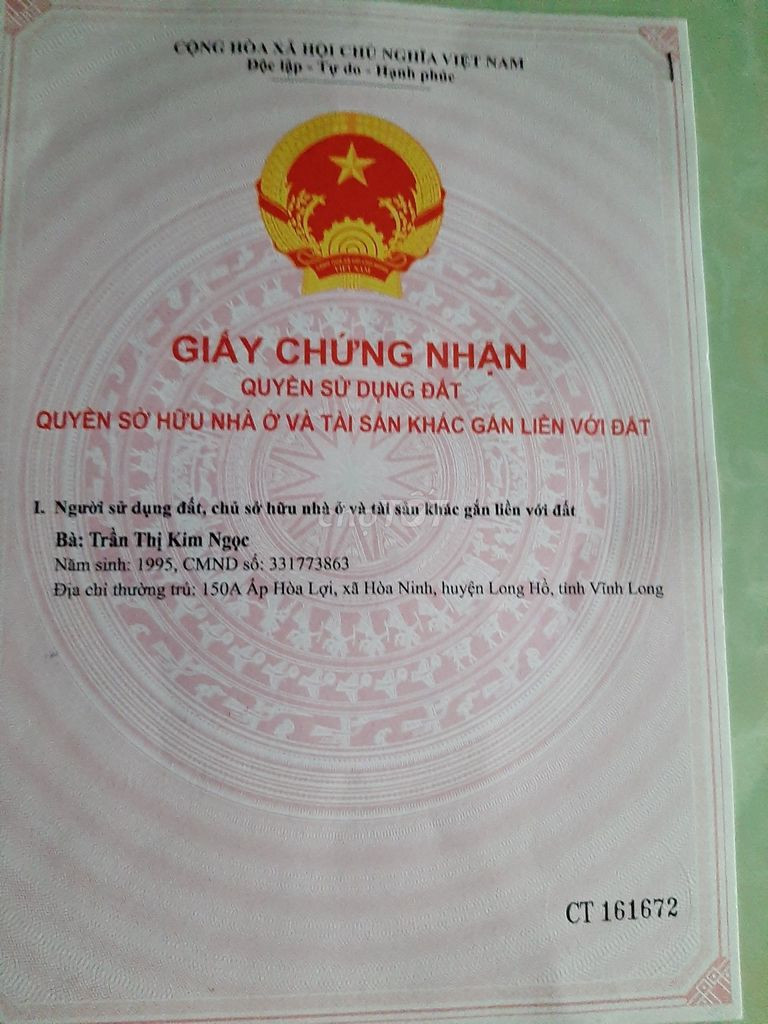 CỘNG HÒA XÃ HỘI CHỦ NGHĨA VIỆT NAM
Độc lập - Tự do - Hạnh phúc
VIỆT NAM
GIẤY CHỨNG NHẬN
QUYỀN SỬ DỤNG ĐẤT
QUYỀN SỞ HỮU NHÀ Ở VÀ TÀI SẢN KHÁC GẮN LIỀN VỚI ĐẤT
I. Người sử dụng đất, chủ sở hữu nhà ở và tài sản khác gắn liền với đất
chợTỐT
Bà: Trần Thị Kim Ngọc
Năm sinh: 1995, CMND số: 331773863
Địa chỉ thường trú: 150A Ấp Hòa Lợi, xã Hòa Ninh, huyện Long Hồ, tỉnh Vĩnh Long
CT 161672